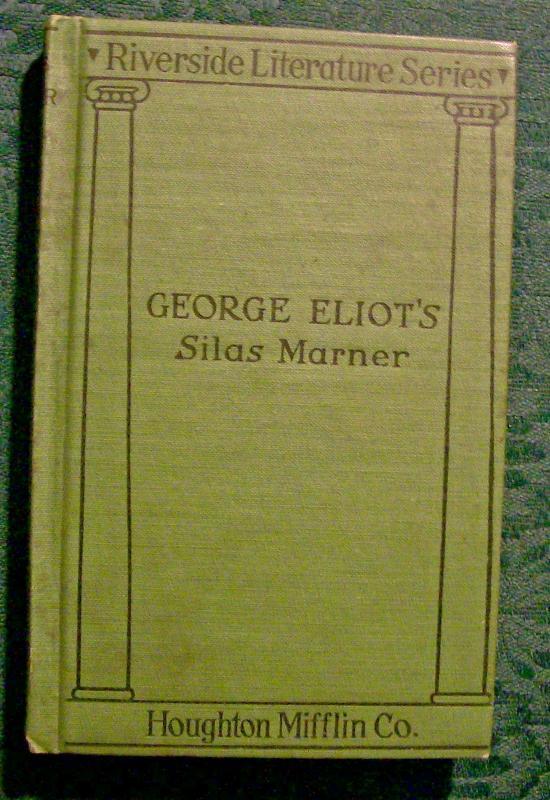 Riverside Literature Series
GEORGE ELIOT'S
Silas Marner
Houghton Mifflin Co.
R